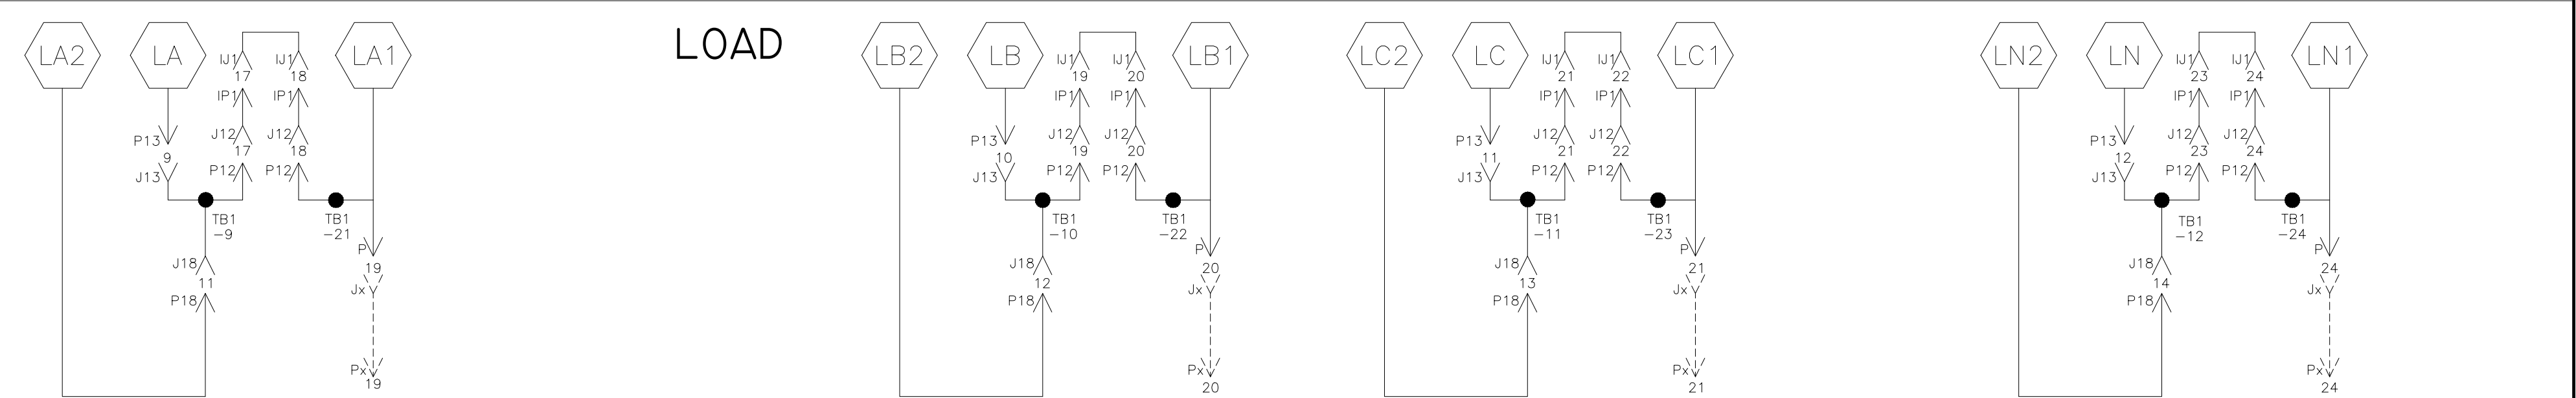 LA2 LA IJ1 17 IJ1 18 LA1
IP1 IP1
P13 9 J12 17 J12 18
J13 P12 P12
TB1 -9 TB1 -21
P 19
J18 11 Jx
P18
Px 19
LOAD
LB2 LB IJ1 19 IJ1 20 LB1
IP1 IP1
P13 10 J12 19 J12 20
J13 P12 P12
TB1 -10 TB1 -22
P 20
J18 12 Jx
P18
Px 20
LC2 LC IJ1 21 IJ1 22 LC1
IP1 IP1
P13 11 J12 21 J12 22
J13 P12 P12
TB1 -11 TB1 -23
P 21
J18 13 Jx
P18
Px 21
LN2 LN IJ1 23 IJ1 24 LN1
IP1 IP1
P13 12 J12 23 J12 24
J13 P12 P12
TB1 -12 TB1 -24
P 24
J18 14 Jx
P18
Px 24